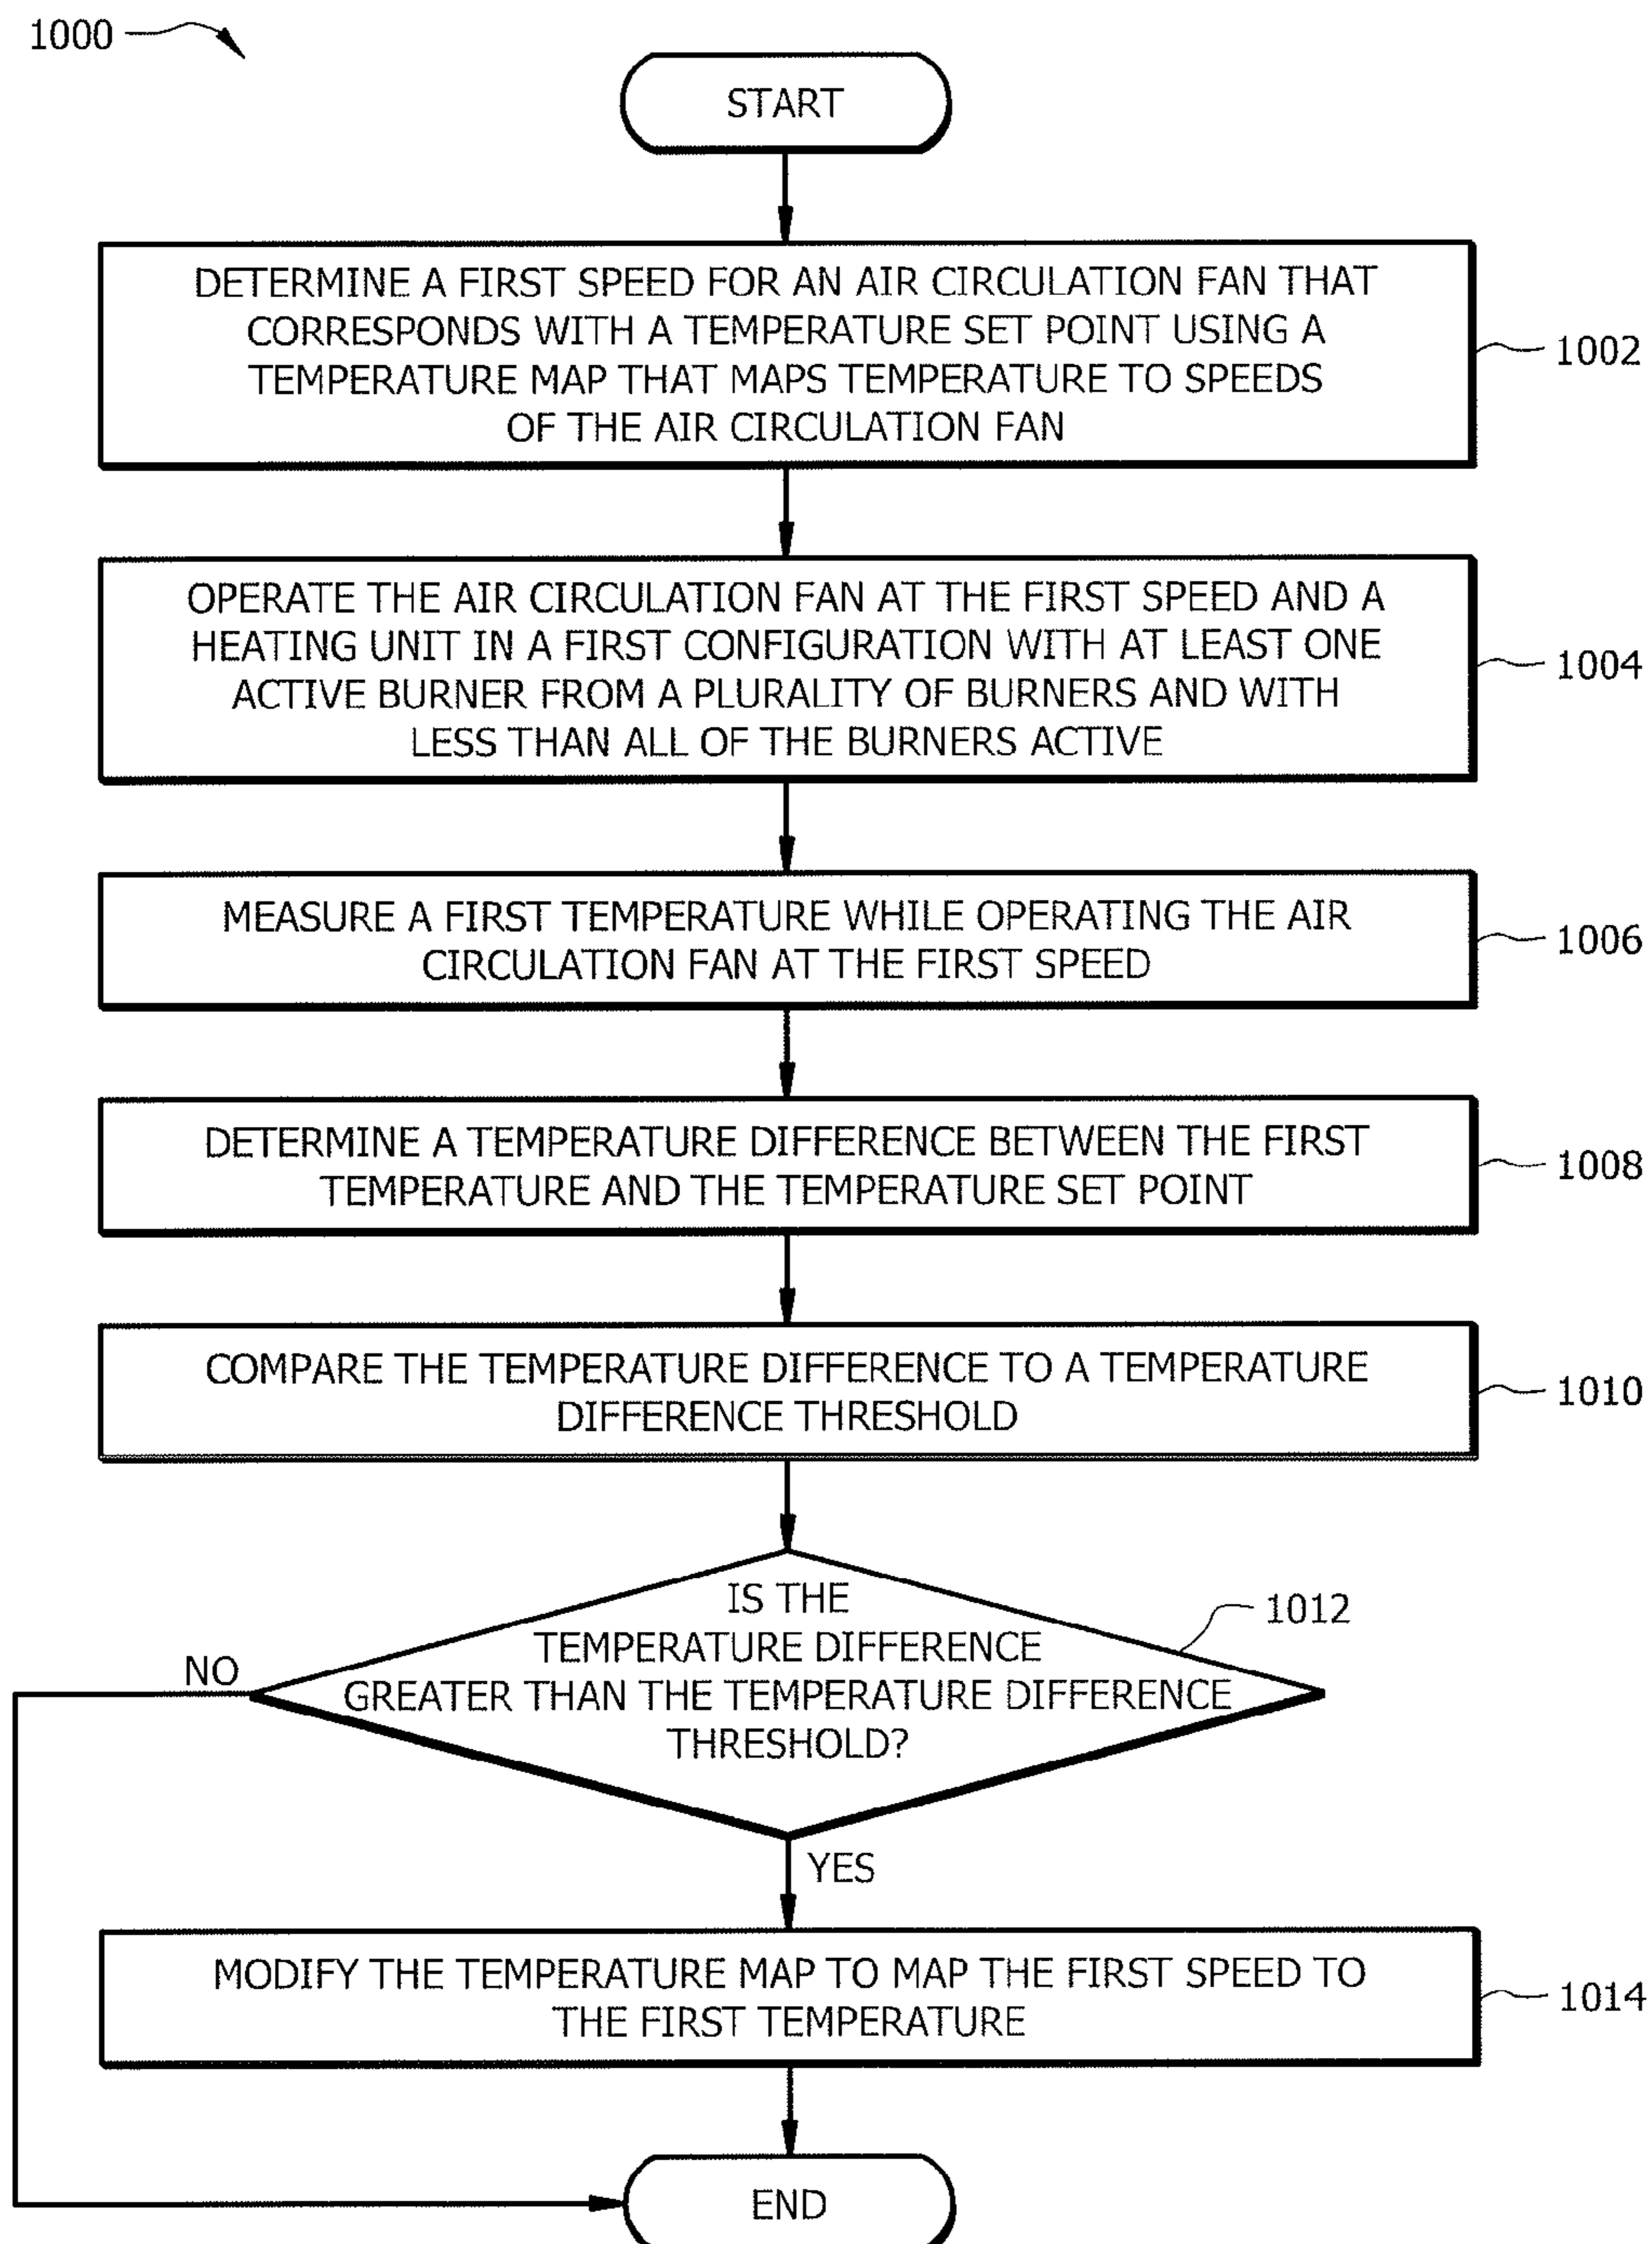 1000
START
DETERMINE A FIRST SPEED FOR AN AIR CIRCULATION FAN THAT
CORRESPONDS WITH A TEMPERATURE SET POINT USING A
TEMPERATURE MAP THAT MAPS TEMPERATURE TO SPEEDS
OF THE AIR CIRCULATION FAN
1002
OPERATE THE AIR CIRCULATION FAN AT THE FIRST SPEED AND A
HEATING UNIT IN A FIRST CONFIGURATION WITH AT LEAST ONE
ACTIVE BURNER FROM A PLURALITY OF BURNERS AND WITH
LESS THAN ALL OF THE BURNERS ACTIVE
1004
MEASURE A FIRST TEMPERATURE WHILE OPERATING THE AIR
CIRCULATION FAN AT THE FIRST SPEED
1006
DETERMINE A TEMPERATURE DIFFERENCE BETWEEN THE FIRST
TEMPERATURE AND THE TEMPERATURE SET POINT
1008
COMPARE THE TEMPERATURE DIFFERENCE TO A TEMPERATURE
DIFFERENCE THRESHOLD
1010
IS THE
TEMPERATURE DIFFERENCE
GREATER THAN THE TEMPERATURE DIFFERENCE
THRESHOLD?
1012
NO
YES
MODIFY THE TEMPERATURE MAP TO MAP THE FIRST SPEED TO
THE FIRST TEMPERATURE
1014
END